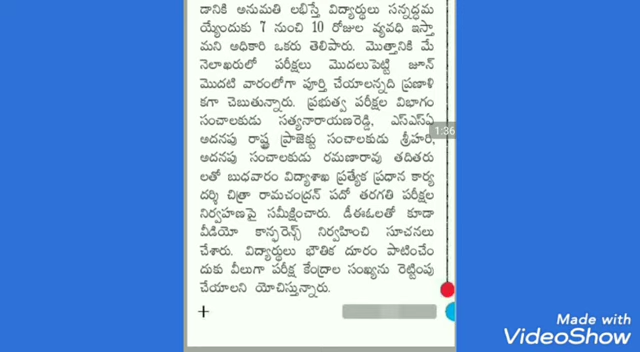 డానికి అనుమతి లభిస్తే విద్యార్థులు సన్నద్ధమ
య్యేందుకు 7 నుంచి 10 రోజుల వ్యవధి ఇస్తా
మని అధికారి ఒకరు తెలిపారు. మొత్తానికి మే
నెలాఖరులో పరీక్షలు మొదలుపెట్టి జూన్
మొదటి వారంలోగా పూర్తి చేయాలన్నది ప్రణాళి
కగా చెబుతున్నారు. ప్రభుత్వ పరీక్షల విభాగం
సంచాలకుడు సత్యనారాయణరెడ్డి, ఎస్ఎస్ఏ
అదనపు రాష్ట్ర ప్రాజెక్టు సంచాలకుడు శ్రీహరి,
1:36
అదనపు సంచాలకుడు రమణారావు తదితరు
లతో బుధవారం విద్యాశాఖ ప్రత్యేక ప్రధాన కార్య
దర్శి చిత్రా రామచంద్రన్ పదో తరగతి పరీక్షల
నిర్వహణపై సమీక్షించారు. డీఈఓలతో కూడా
వీడియో కాన్ఫరెన్స్ నిర్వహించి సూచనలు
చేశారు. విద్యార్థులు భౌతిక దూరం పాటించేం
దుకు వీలుగా పరీక్ష కేంద్రాల సంఖ్యను రెట్టింపు
చేయాలని యోచిస్తున్నారు.
+
Made with
VideoShow